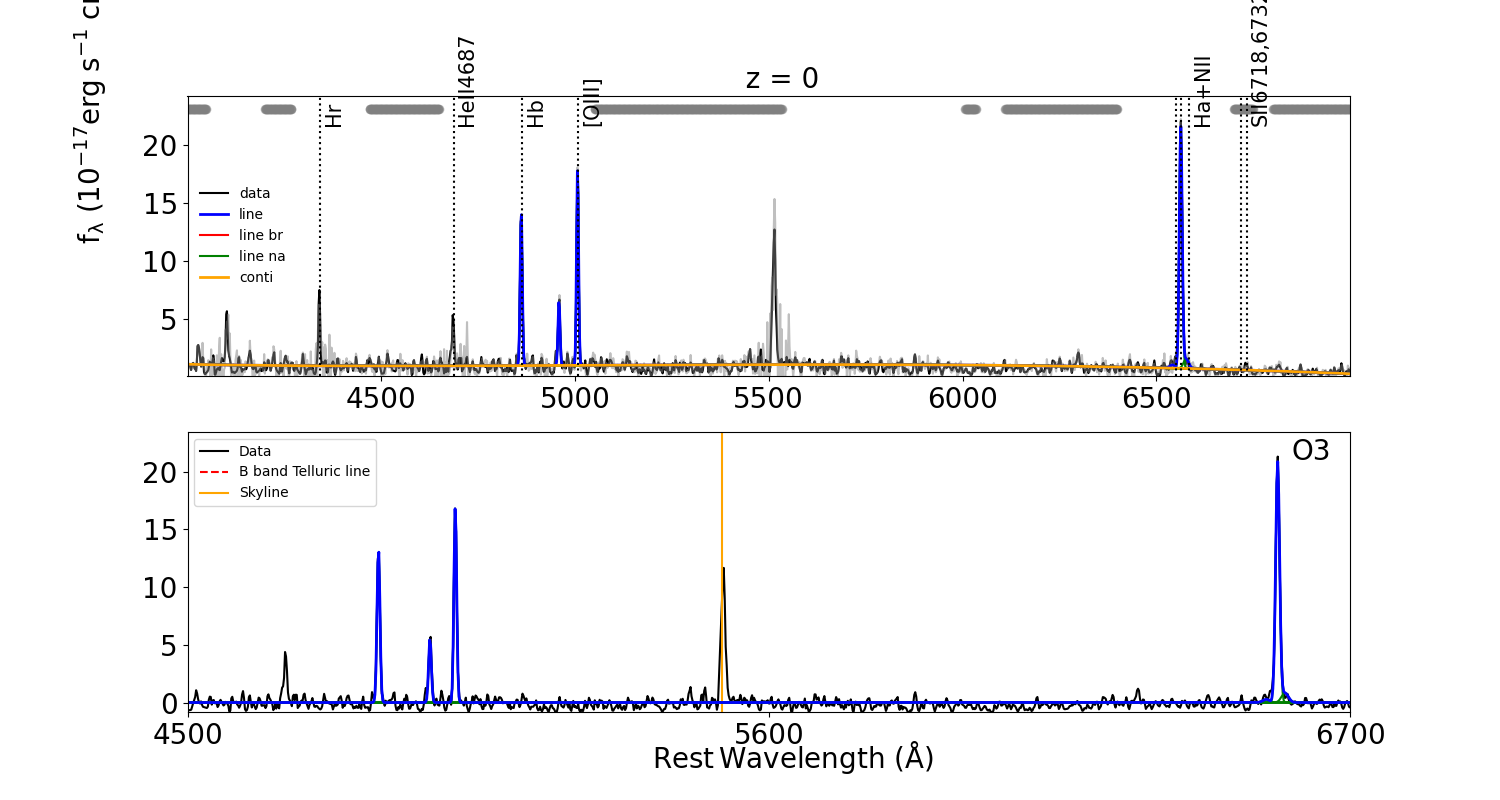 z = 0
f_λ (10^−17 erg s^−1 c
Hr
HeII4687
Hb
[OIII]
Ha+NII
SII6718,6732
20
15
10
5
data
line
line br
line na
conti
4500
5000
5500
6000
6500
O3
20
15
10
5
0
Data
B band Telluric line
Skyline
4500
5600
6700
Rest Wavelength (Å)